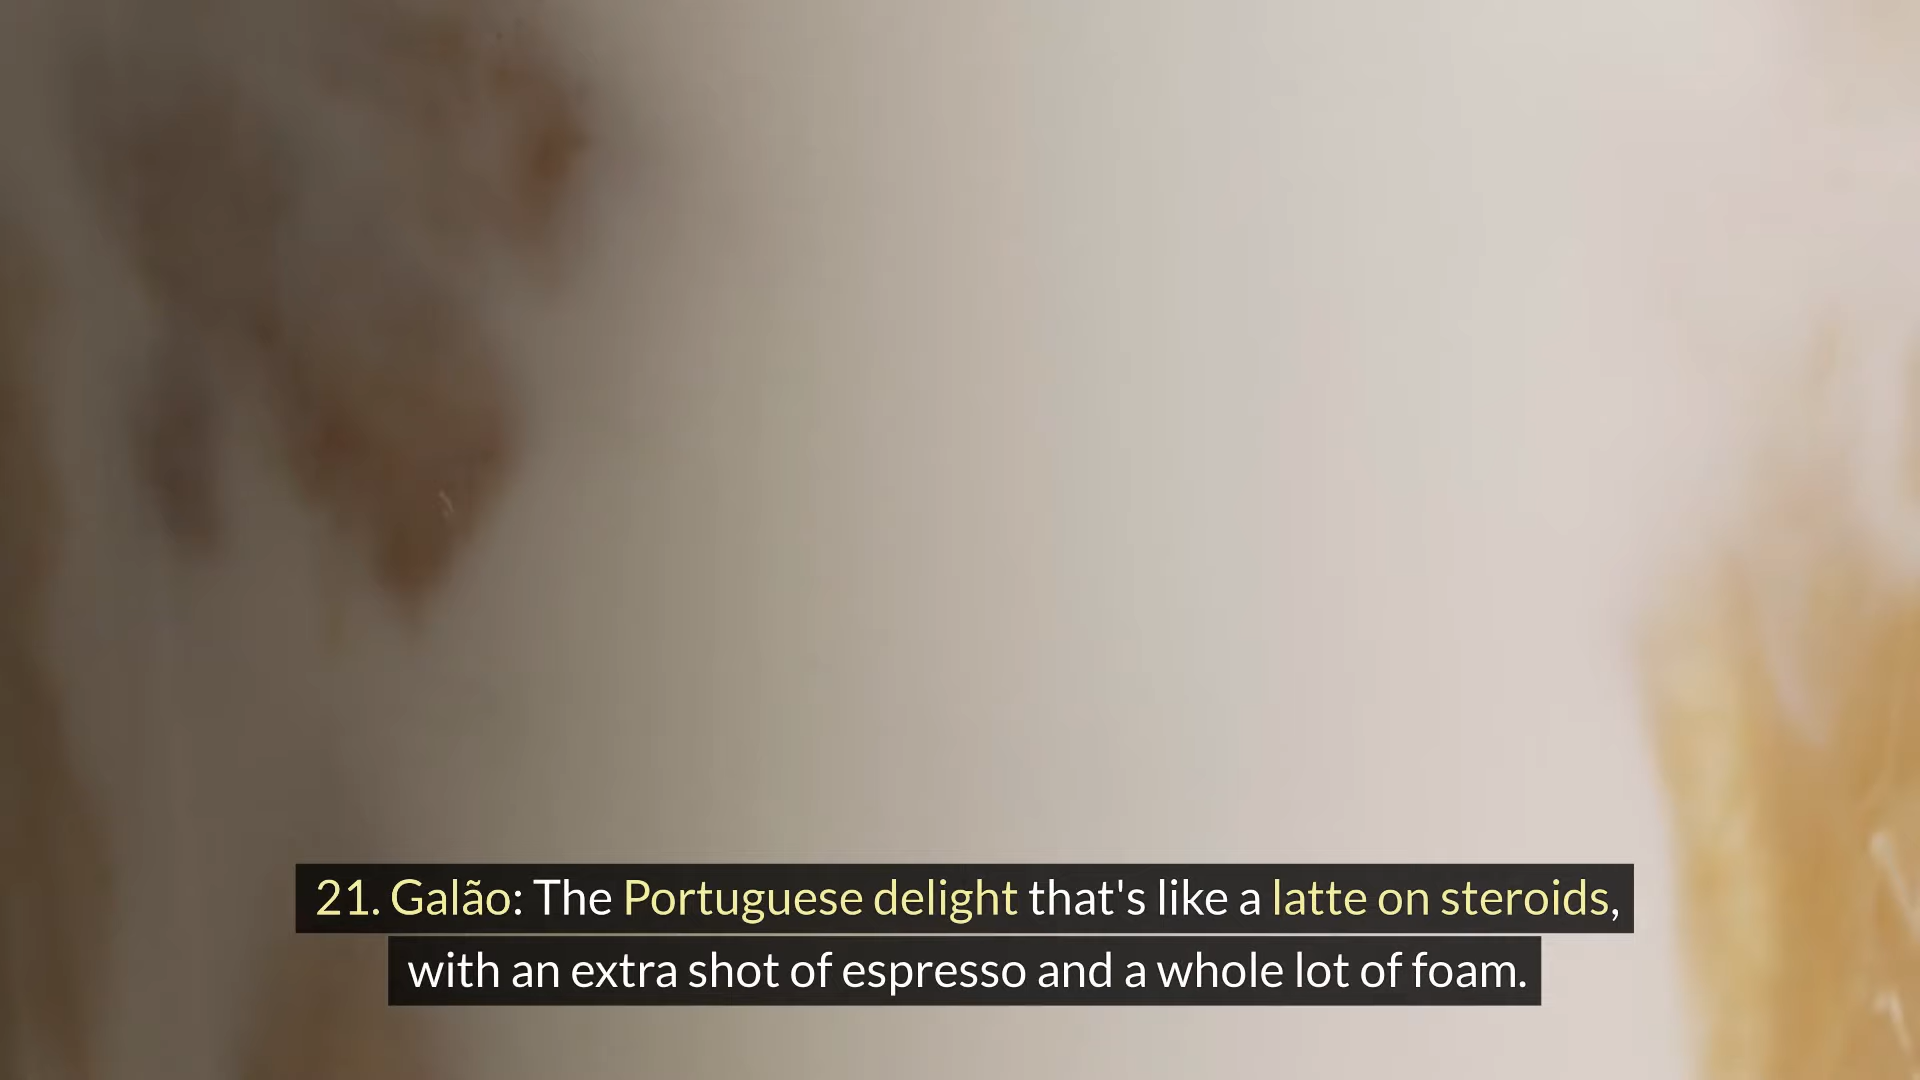 21. Galão: The Portuguese delight that's like a latte on steroids,
with an extra shot of espresso and a whole lot of foam.